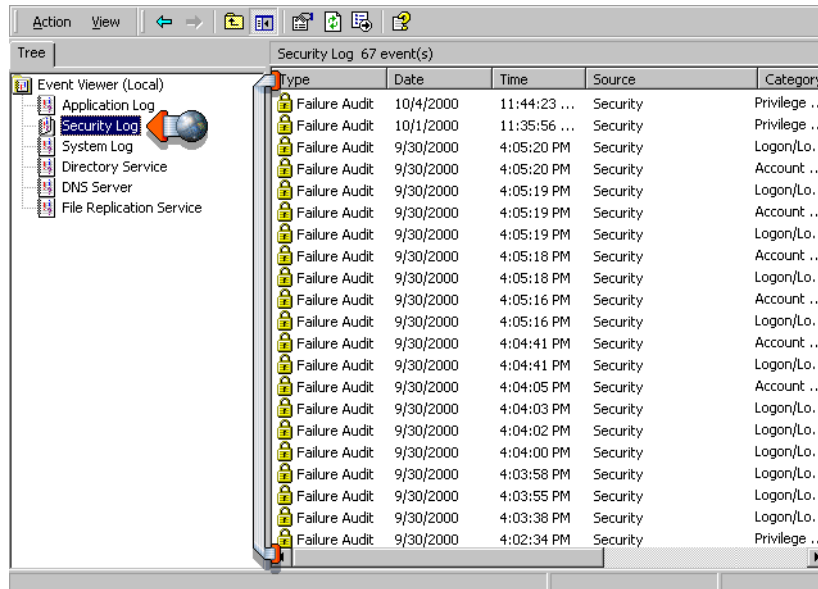 Action View
Tree
Security Log 67 event(s)
Event Viewer (Local)
Application Log
Security Log
System Log
Directory Service
DNS Server
File Replication Service
Type Date Time Source Category
Failure Audit 10/4/2000 11:44:23 ... Security Privilege ..
Failure Audit 10/1/2000 11:35:56 ... Security Privilege ..
Failure Audit 9/30/2000 4:05:20 PM Security Logon/Lo.
Failure Audit 9/30/2000 4:05:20 PM Security Account ..
Failure Audit 9/30/2000 4:05:19 PM Security Logon/Lo.
Failure Audit 9/30/2000 4:05:19 PM Security Account ..
Failure Audit 9/30/2000 4:05:19 PM Security Logon/Lo.
Failure Audit 9/30/2000 4:05:18 PM Security Account ..
Failure Audit 9/30/2000 4:05:18 PM Security Logon/Lo.
Failure Audit 9/30/2000 4:05:16 PM Security Account ..
Failure Audit 9/30/2000 4:05:16 PM Security Logon/Lo.
Failure Audit 9/30/2000 4:04:41 PM Security Account ..
Failure Audit 9/30/2000 4:04:41 PM Security Logon/Lo.
Failure Audit 9/30/2000 4:04:05 PM Security Account ..
Failure Audit 9/30/2000 4:04:03 PM Security Logon/Lo.
Failure Audit 9/30/2000 4:04:02 PM Security Logon/Lo.
Failure Audit 9/30/2000 4:04:00 PM Security Logon/Lo.
Failure Audit 9/30/2000 4:03:58 PM Security Logon/Lo.
Failure Audit 9/30/2000 4:03:55 PM Security Logon/Lo.
Failure Audit 9/30/2000 4:03:38 PM Security Logon/Lo.
Failure Audit 9/30/2000 4:02:34 PM Security Privilege ..